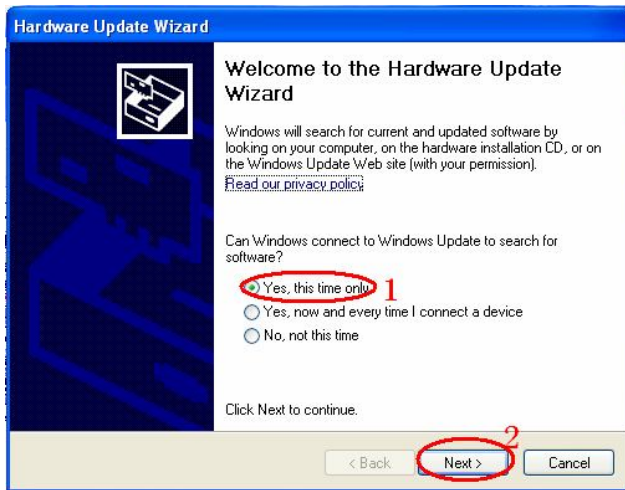 Hardware Update Wizard
Welcome to the Hardware Update
Wizard
Windows will search for current and updated software by
looking on your computer, on the hardware installation CD, or on
the Windows Update Web site (with your permission).
Read our privacy policy
Can Windows connect to Windows Update to search for
software?
Yes, this time only 1
Yes, now and every time I connect a device
No, not this time
Click Next to continue.
2
< Back Next > Cancel